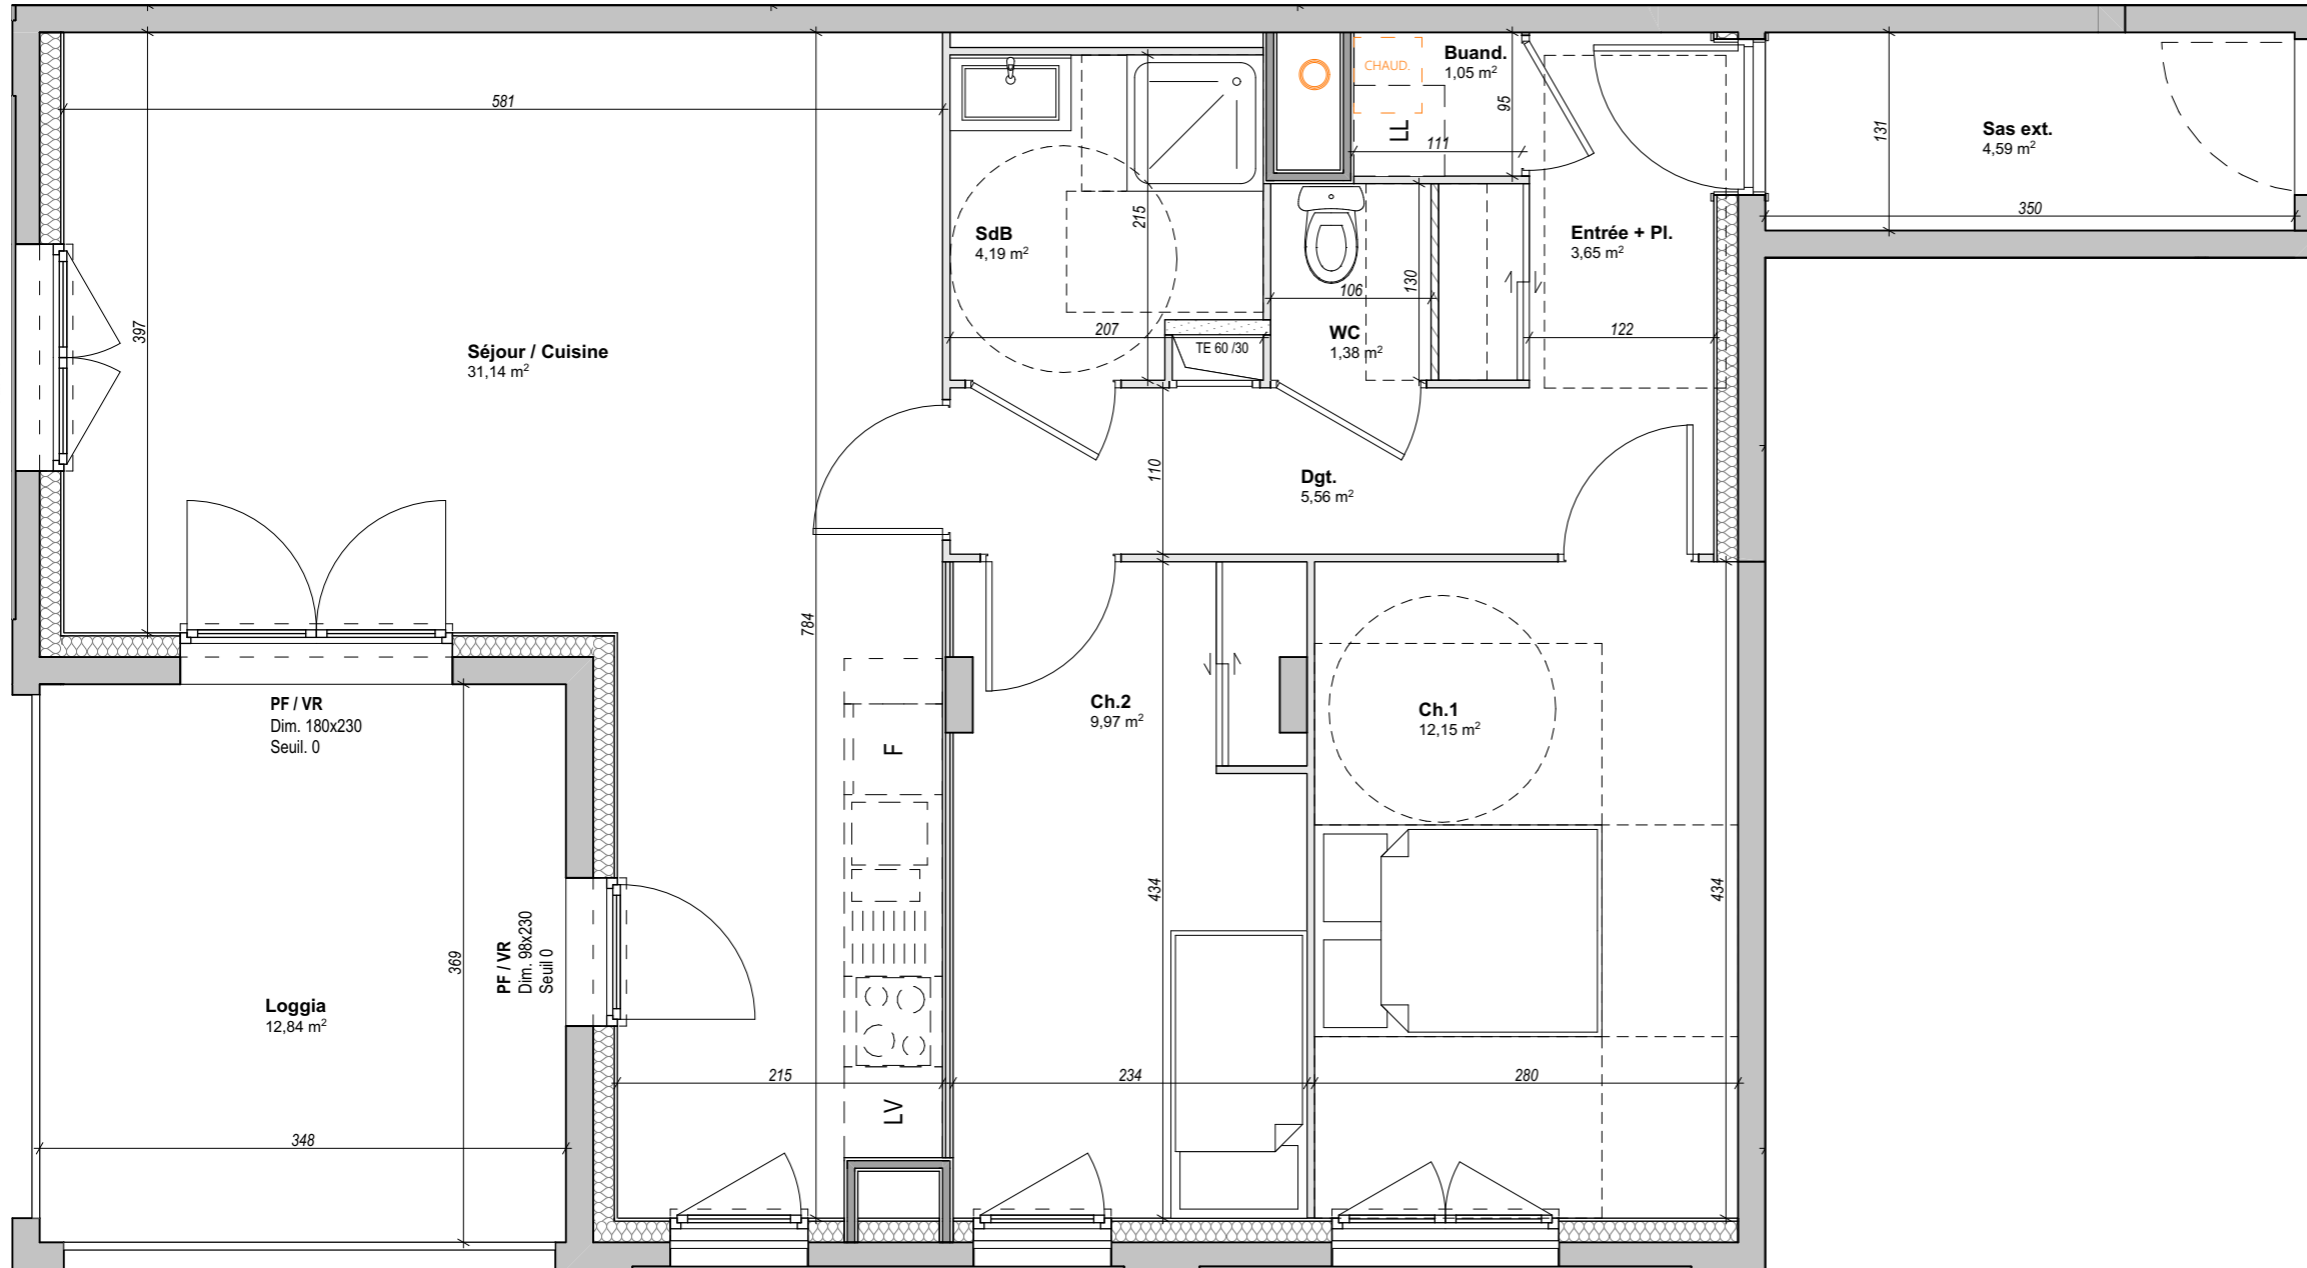 Buand.
1,05 m²
CHAUD.
LL
111
95
581
215
131
Sas ext.
4,59 m²
350
SdB
4,19 m²
Entrée + Pl.
3,65 m²
130
106
397
207
TE 60 /30
WC
1,38 m²
122
Séjour / Cuisine
31,14 m²
110
Dgt.
5,56 m²
784
PF / VR
Dim. 180x230
Seuil. 0
F
Ch.2
9,97 m²
Ch.1
12,15 m²
434
434
369
PF / VR
Dim. 98x230
Seuil 0
Loggia
12,84 m²
215
234
280
LV
348